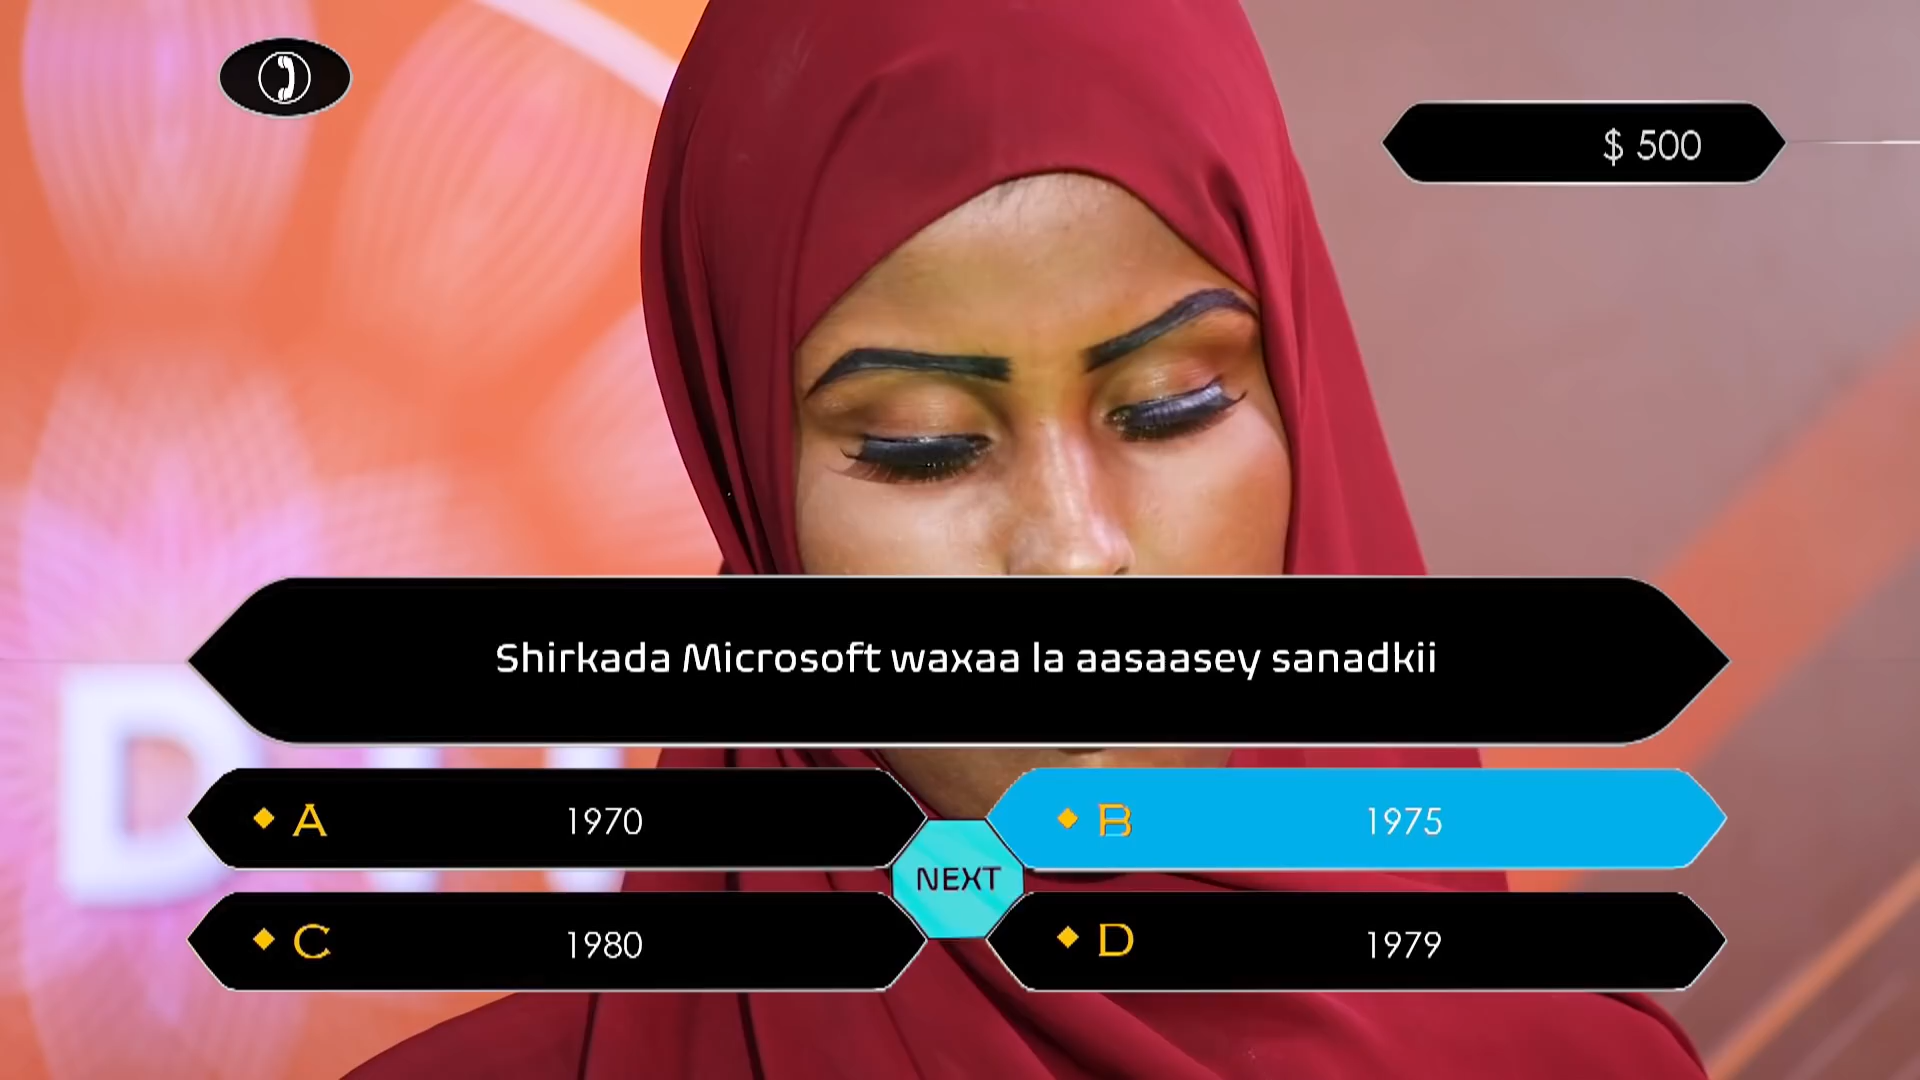 $ 500
Shirkada Microsoft waxaa la aasaasey sanadkii
A 1970
B 1975
NEXT
C 1980
D 1979